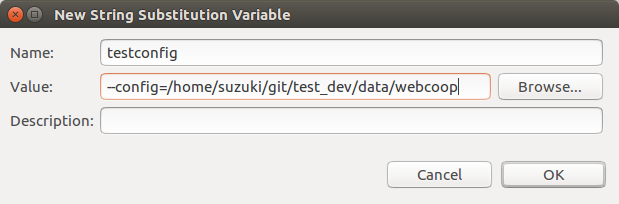 New String Substitution Variable
Name: testconfig
Value: --config=/home/suzuki/git/test_dev/data/webcoop Browse...
Description:
Cancel OK